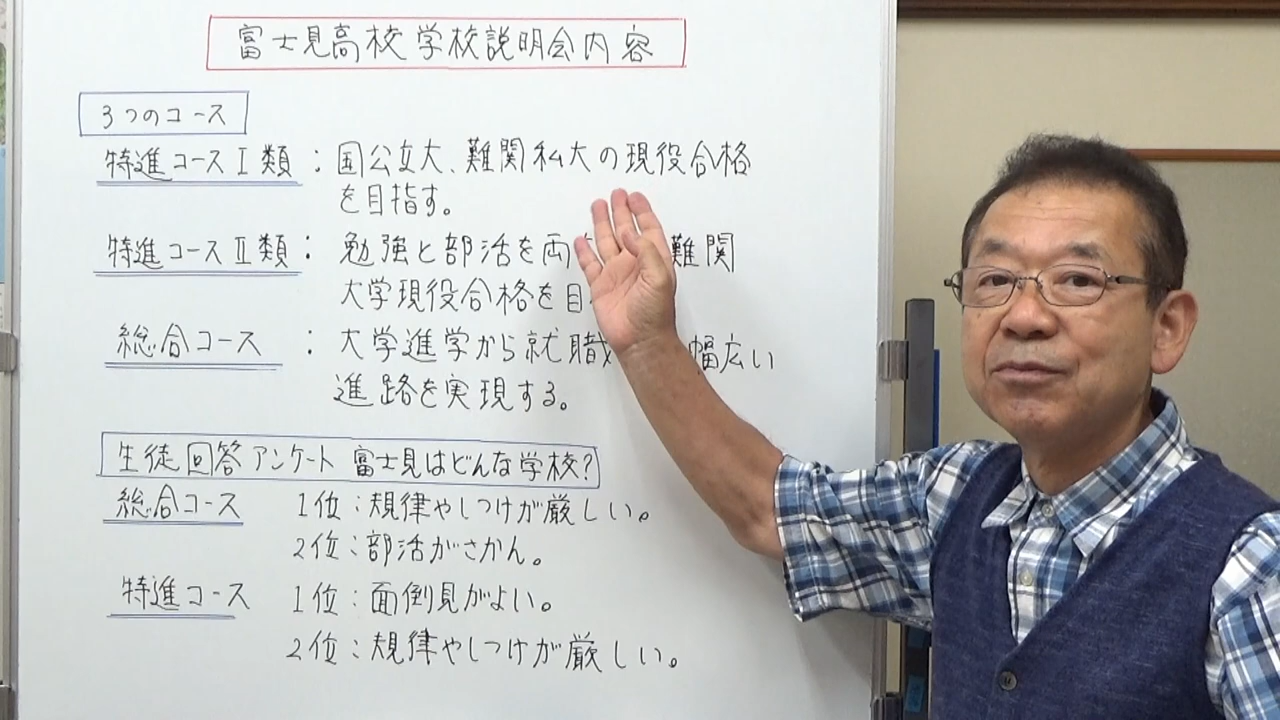 富士見高校学校説明会内容
3つのコース
特進コースⅠ類：国公立大、難関私大の現役合格
を目指す。
特進コースⅡ類：勉強と部活を両 難関
大学現役合格を目
総合コース：大学進学から就職 幅広い
進路を実現する。
生徒回答アンケート 富士見はどんな学校?
総合コース 1位：規律やしつけが厳しい。
2位：部活がさかん。
特進コース 1位：面倒見がよい。
2位：規律やしつけが厳しい。